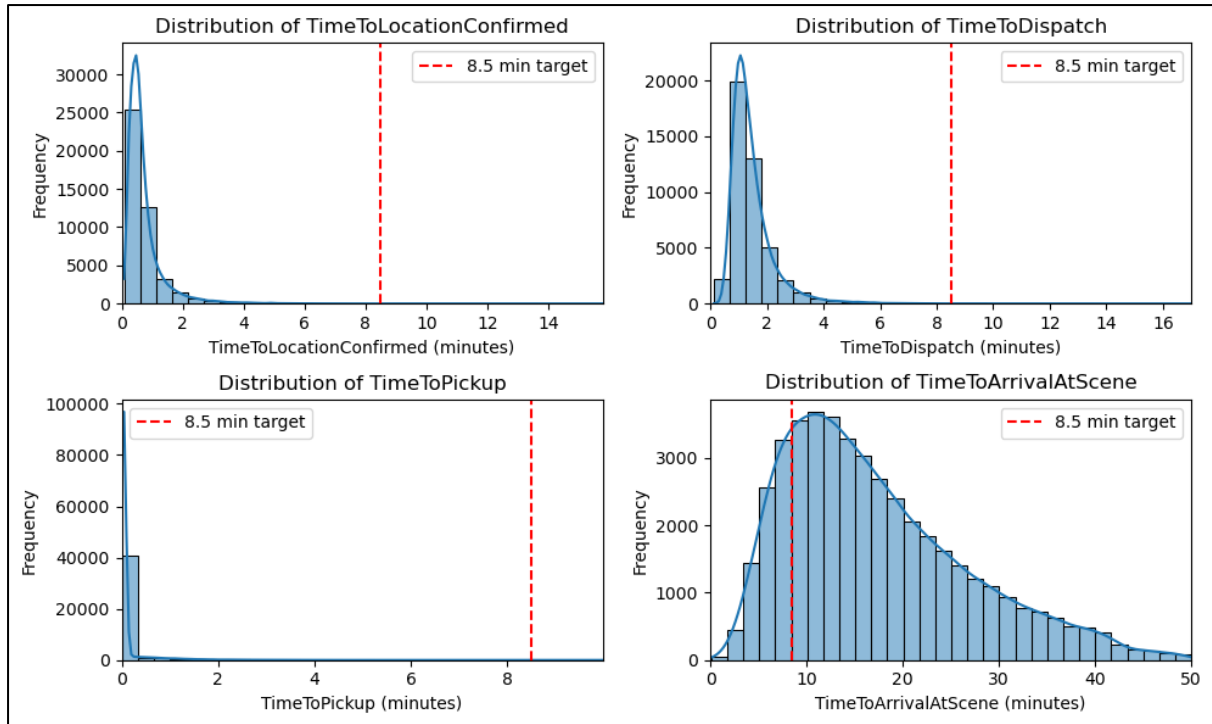 Distribution of TimeToLocationConfirmed
8.5 min target
Frequency
30000
25000
20000
15000
10000
5000
0
0 2 4 6 8 10 12 14
TimeToLocationConfirmed (minutes)
Distribution of TimeToDispatch
8.5 min target
Frequency
20000
15000
10000
5000
0
0 2 4 6 8 10 12 14 16
TimeToDispatch (minutes)
Distribution of TimeToPickup
8.5 min target
Frequency
100000
80000
60000
40000
20000
0
0 2 4 6 8
TimeToPickup (minutes)
Distribution of TimeToArrivalAtScene
8.5 min target
Frequency
3000
2000
1000
0
0 10 20 30 40 50
TimeToArrivalAtScene (minutes)